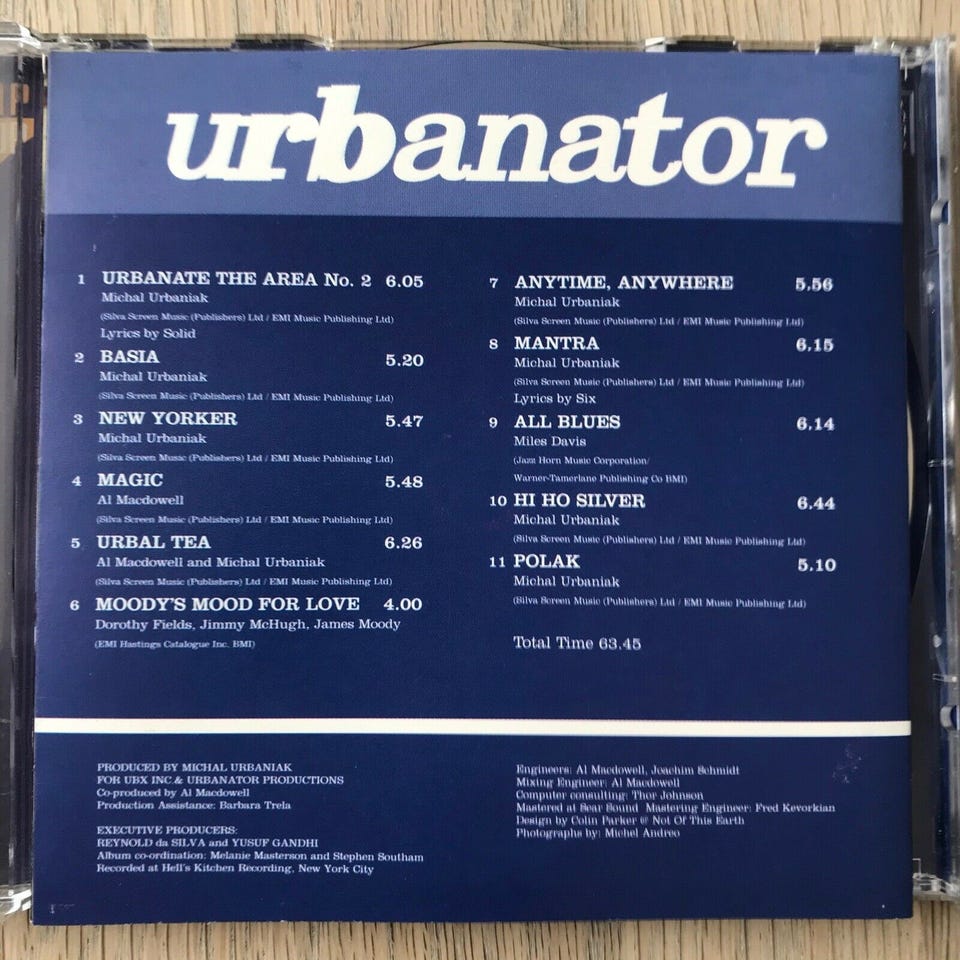 urbanator
1 URBANATE THE AREA No. 2 6.05
Michal Urbaniak
(Silva Screen Music (Publishers) Ltd / EMI Music Publishing Ltd)
Lyrics by Solid
2 BASIA 5.20
Michal Urbaniak
(Silva Screen Music (Publishers) Ltd / EMI Music Publishing Ltd)
3 NEW YORKER 5.47
Michal Urbaniak
(Silva Screen Music (Publishers) Ltd / EMI Music Publishing Ltd)
4 MAGIC 5.48
Al Macdowell
(Silva Screen Music (Publishers) Ltd / EMI Music Publishing Ltd)
5 URBAL TEA 6.26
Al Macdowell and Michal Urbaniak
(Silva Screen Music (Publishers) Ltd / EMI Music Publishing Ltd)
6 MOODY'S MOOD FOR LOVE 4.00
Dorothy Fields, Jimmy McHugh, James Moody
(EMI Hastings Catalogue Inc. BMI)
7 ANYTIME, ANYWHERE 5.56
Michal Urbaniak
(Silva Screen Music (Publishers) Ltd / EMI Music Publishing Ltd)
8 MANTRA 6.15
Michal Urbaniak
(Silva Screen Music (Publishers) Ltd / EMI Music Publishing Ltd)
Lyrics by Six
9 ALL BLUES 6.14
Miles Davis
(Jazz Horn Music Corporation/
Warner-Tamerlane Publishing Co BMI)
10 HI HO SILVER 6.44
Michal Urbaniak
(Silva Screen Music (Publishers) Ltd / EMI Music Publishing Ltd)
11 POLAK 5.10
Michal Urbaniak
(Silva Screen Music (Publishers) Ltd / EMI Music Publishing Ltd)
Total Time 63.45
PRODUCED BY MICHAL URBANIAK
FOR UBX INC.& URBANATOR PRODUCTIONS
Co-produced by Al Macdowell
Production Assistance: Barbara Trela
EXECUTIVE PRODUCERS:
REYNOLD da SILVA and YUSUF GANDHI
Album co-ordination: Melanie Masterson and Stephen Southam
Recorded at Hell's Kitchen Recording, New York City
Engineers: Al Macdowell, Joachim Schmidt
Mixing Engineer: Al Macdowell
Computer consulting: Thor Johnson
Mastered at Sear Sound Mastering Engineer: Fred Kevorkian
Design by Colin Parker @ Not Of This Earth
Photographs by: Michel Andreo